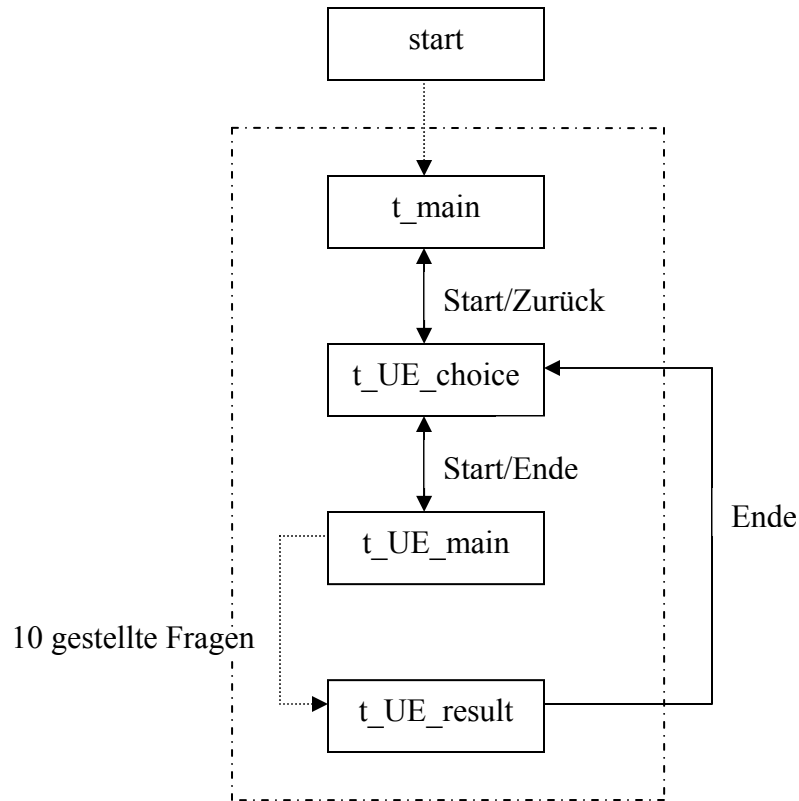 start
t_main
Start/Zurück
t_UE_choice
Start/Ende
Ende
t_UE_main
10 gestellte Fragen
t_UE_result